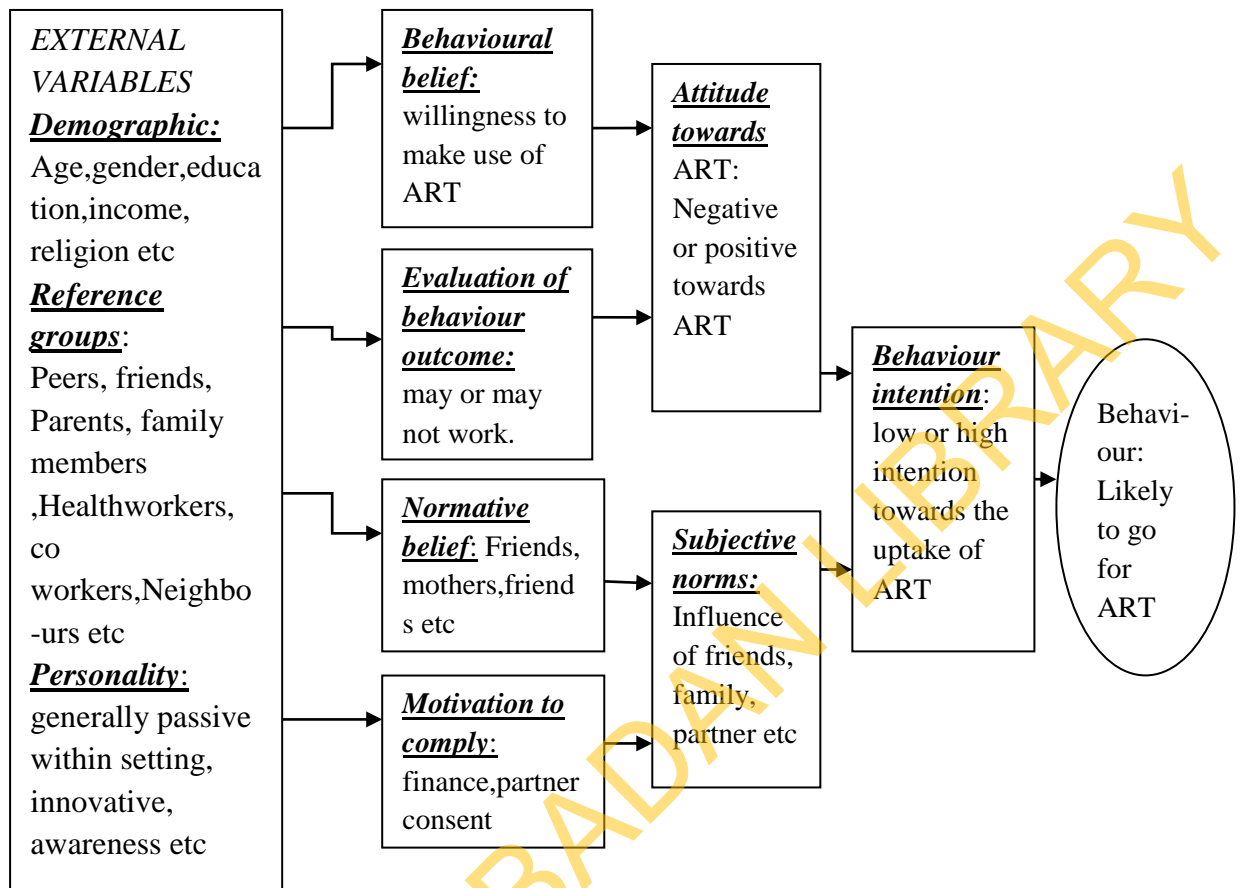 EXTERNAL
VARIABLES
Demographic:
Age,gender,educa
tion,income,
religion etc
Reference
groups:
Peers, friends,
Parents, family
members
,Healthworkers,
co
workers,Neighbo
-urs etc
Personality:
generally passive
within setting,
innovative,
awareness etc
Behavioural
belief:
willingness to
make use of
ART
Evaluation of
behaviour
outcome:
may or may
not work.
Normative
belief: Friends,
mothers,friend
s etc
Motivation to
comply:
finance,partner
consent
Attitude
towards
ART:
Negative
or positive
towards
ART
Subjective
norms:
Influence
of friends,
family,
partner etc
Behaviour
intention:
low or high
intention
towards the
uptake of
ART
Behavi-
our:
Likely
to go
for
ART
BADAN LIBRARY